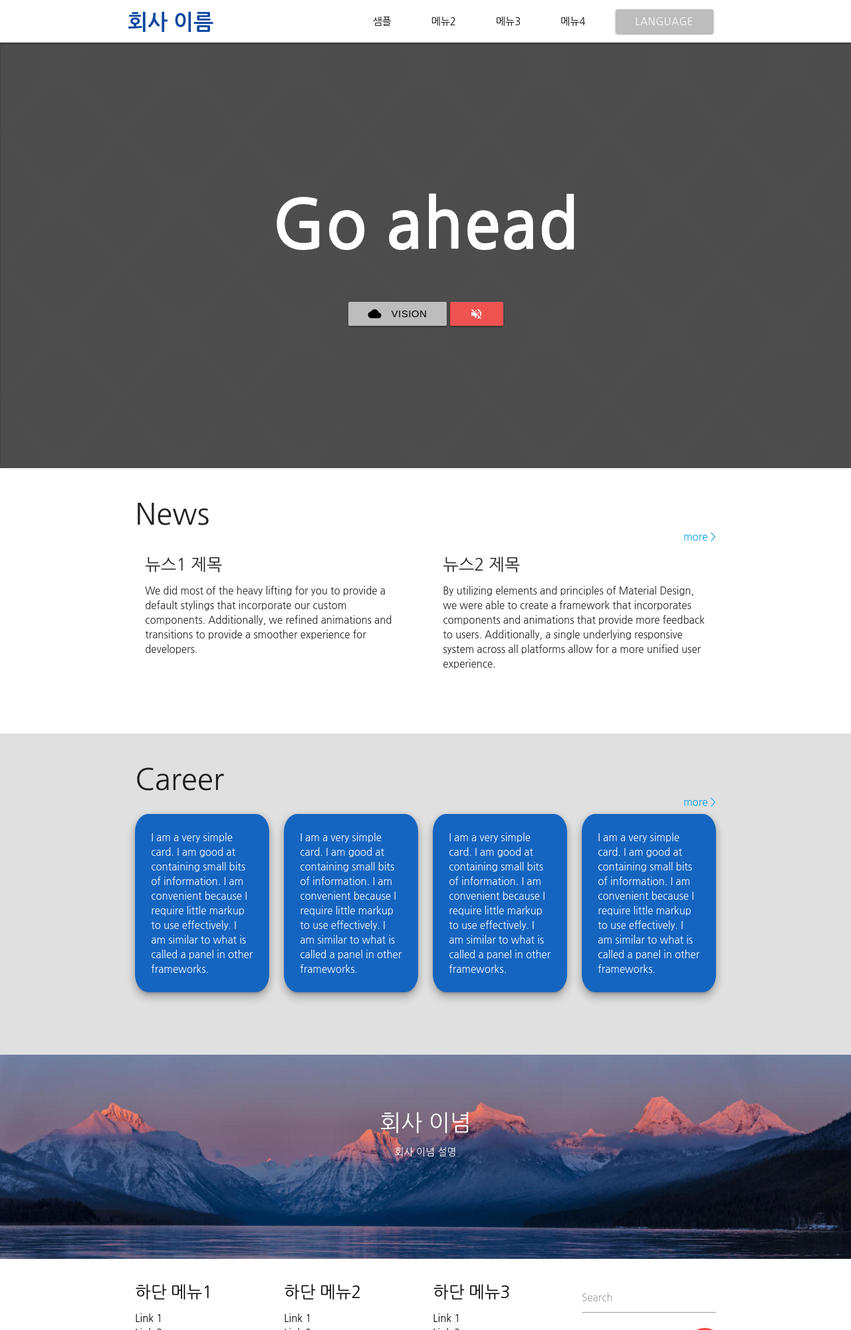 회사 이름
샘플 메뉴2 메뉴3 메뉴4 LANGUAGE
Go ahead
VISION
News
more >
뉴스1 제목
We did most of the heavy lifting for you to provide a
default stylings that incorporate our custom
components. Additionally, we refined animations and
transitions to provide a smoother experience for
developers.
뉴스2 제목
By utilizing elements and principles of Material Design,
we were able to create a framework that incorporates
components and animations that provide more feedback
to users. Additionally, a single underlying responsive
system across all platforms allow for a more unified user
experience.
Career
more >
I am a very simple
card. I am good at
containing small bits
of information. I am
convenient because I
require little markup
to use effectively. I
am similar to what is
called a panel in other
frameworks.
I am a very simple
card. I am good at
containing small bits
of information. I am
convenient because I
require little markup
to use effectively. I
am similar to what is
called a panel in other
frameworks.
I am a very simple
card. I am good at
containing small bits
of information. I am
convenient because I
require little markup
to use effectively. I
am similar to what is
called a panel in other
frameworks.
I am a very simple
card. I am good at
containing small bits
of information. I am
convenient because I
require little markup
to use effectively. I
am similar to what is
called a panel in other
frameworks.
회사 이념
회사 이념 설명
하단 메뉴1
Link 1
하단 메뉴2
Link 1
하단 메뉴3
Link 1
Search